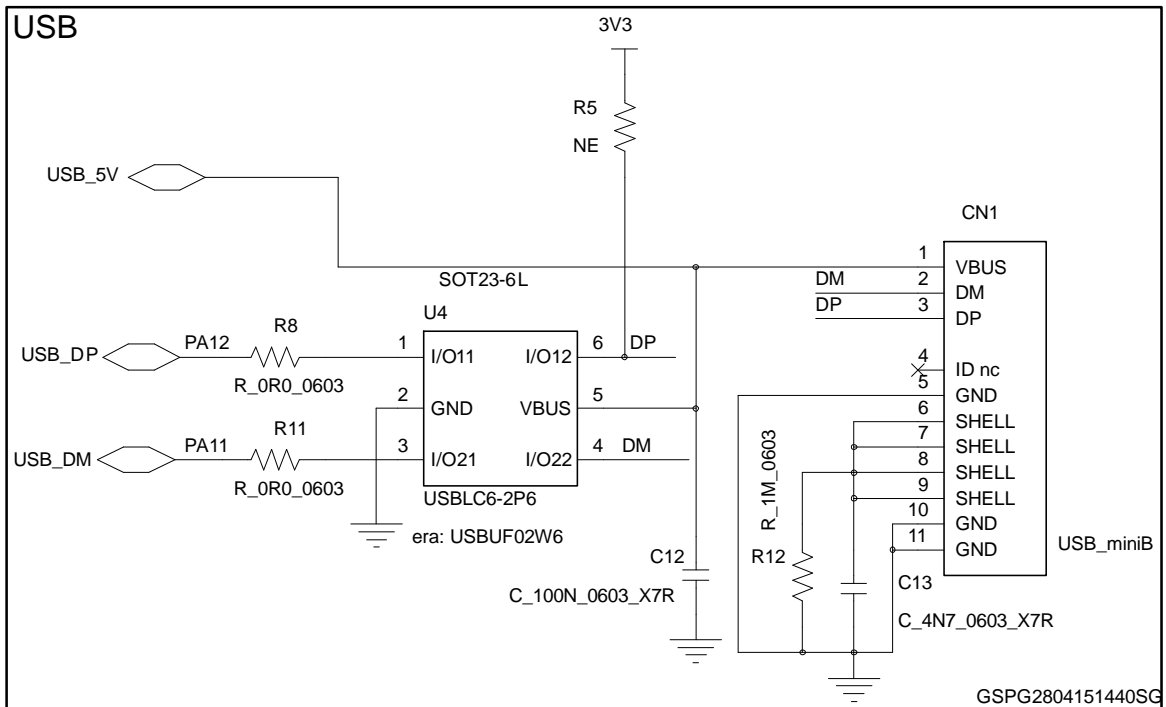 USB
3V3
R5
NE
USB_5V
CN1
SOT23-6L
U4
R8
USB_DP
PA12
R_0R0_0603
1
I/O11
I/O12
6
DP
2
GND
VBUS
5
R11
USB_DM
PA11
R_0R0_0603
3
I/O21
I/O22
4
DM
USBLC6-2P6
era: USBUF02W6
C12
C_100N_0603_X7R
1
VBUS
DM
2
DM
DP
3
DP
4
ID nc
5
GND
6
SHELL
7
SHELL
8
SHELL
9
SHELL
10
GND
11
GND
USB_miniB
R_1M_0603
R12
C13
C_4N7_0603_X7R
GSPG2804151440SG